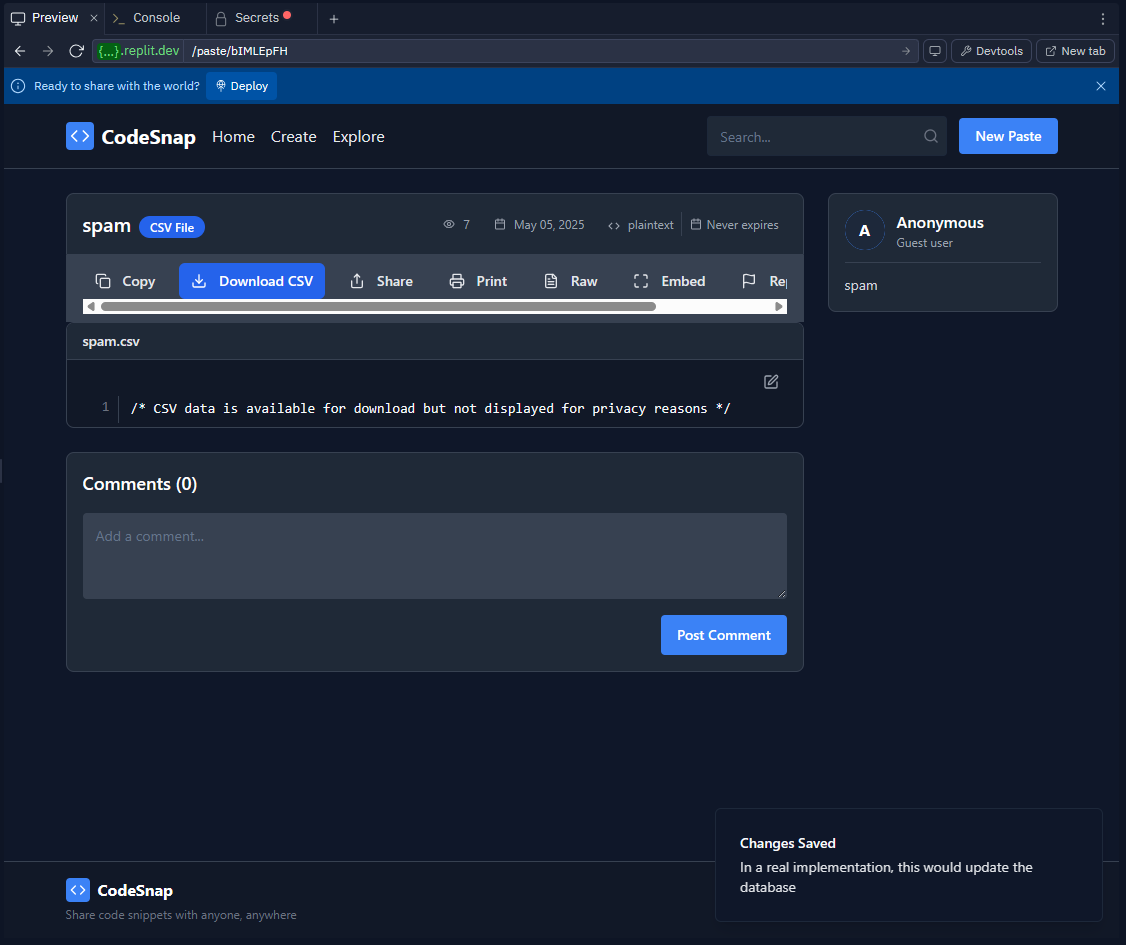 Preview
Console
Secrets
{...}.replit.dev /paste/bIMLEpFH
Devtools
New tab
Ready to share with the world?
Deploy
CodeSnap
Home
Create
Explore
Search...
New Paste
spam
CSV File
7
May 05, 2025
plaintext
Never expires
Copy
Download CSV
Share
Print
Raw
Embed
Rep
spam.csv
1 /* CSV data is available for download but not displayed for privacy reasons */
A
Anonymous
Guest user
spam
Comments (0)
Add a comment...
Post Comment
Changes Saved
In a real implementation, this would update the
database
CodeSnap
Share code snippets with anyone, anywhere